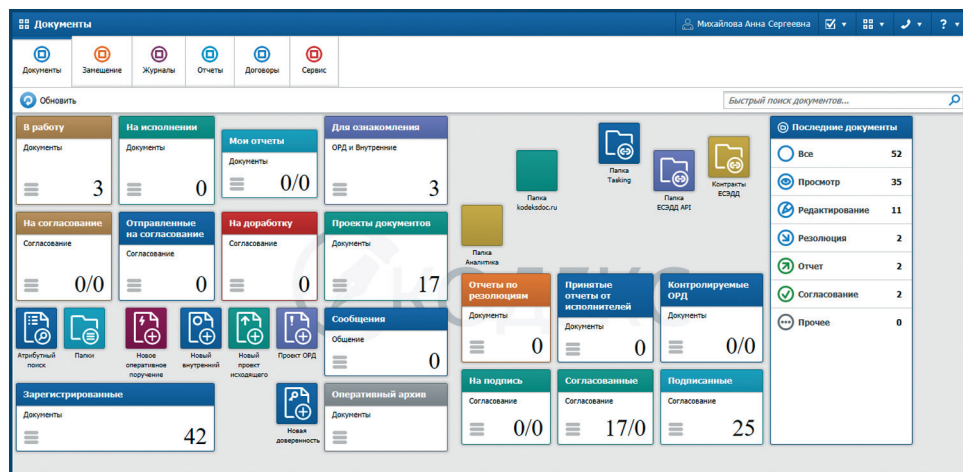 Документы
Михайлова Анна Сергеевна
?
Документы
Замещение
Журналы
Отчеты
Договоры
Сервис
Обновить
Быстрый поиск документов...
В работу
Документы
3
На исполнении
Документы
0
Мои отчеты
Документы
0/0
Для ознакомления
ОРД и Внутренние
3
Папка
kodeksdoc.ru
Папка
Tasking
Папка
ЕСЭДД API
Контракты
ЕСЭДД
На согласование
Согласование
0/0
Отправленные
на согласование
Согласование
0
На доработку
Согласование
0
Проекты документов
Документы
17
Папка
Аналитика
КОДЕКС
Атрибутный
поиск
Папки
Новое
оперативное
поручение
Новый
внутренний
Новый
проект
исходящего
Проект ОРД
Сообщения
Общение
0
Отчеты по
резолюциям
Документы
0
Принятые
отчеты от
исполнителей
Документы
0
Контролируемые
ОРД
Документы
0/0
Зарегистрированные
Документы
42
Новая
доверенность
Оперативный архив
Документы
На подпись
Согласование
0/0
Согласованные
Согласование
17/0
Подписанные
Согласование
25
Последние документы
Все 52
Просмотр 35
Редактирование 11
Резолюция 2
Отчет 2
Согласование 2
Прочее 0